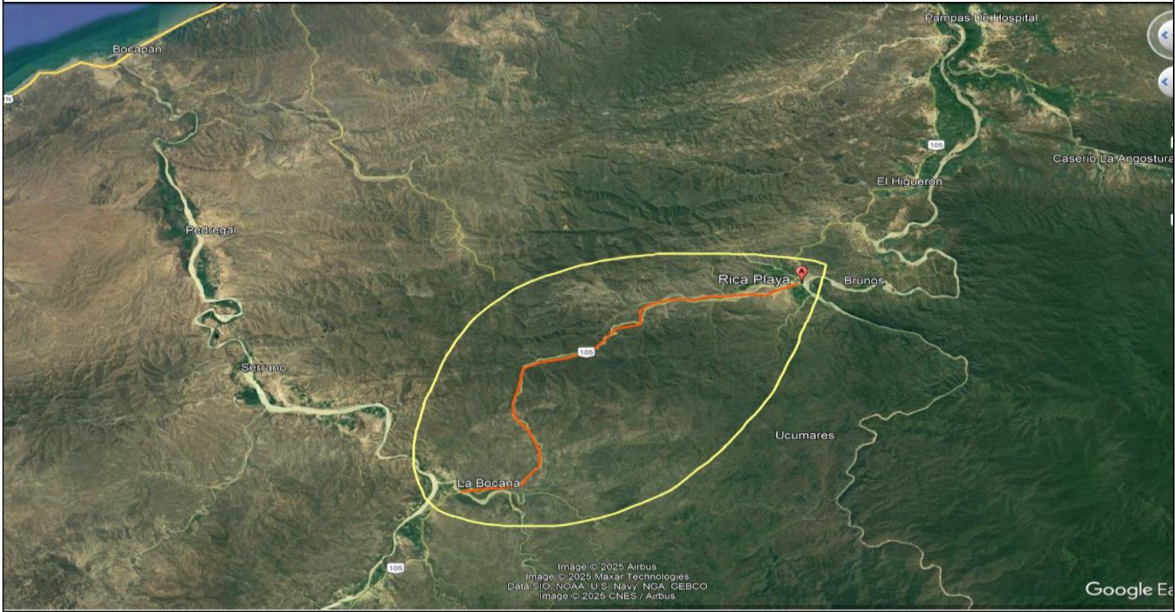 Pampas De Hospital
Bocapán
N
105
Caserio La Angostura
El Higueron
Pedregal
Rica Playa
A
Brunos
105
Serrano
Ucumares
La Bocana
105
Image © 2025 Airbus
Image © 2025 Maxar Technologies
Data SIO, NOAA, U.S. Navy, NGA, GEBCO
Image © 2025 CNES / Airbus
Google Ea